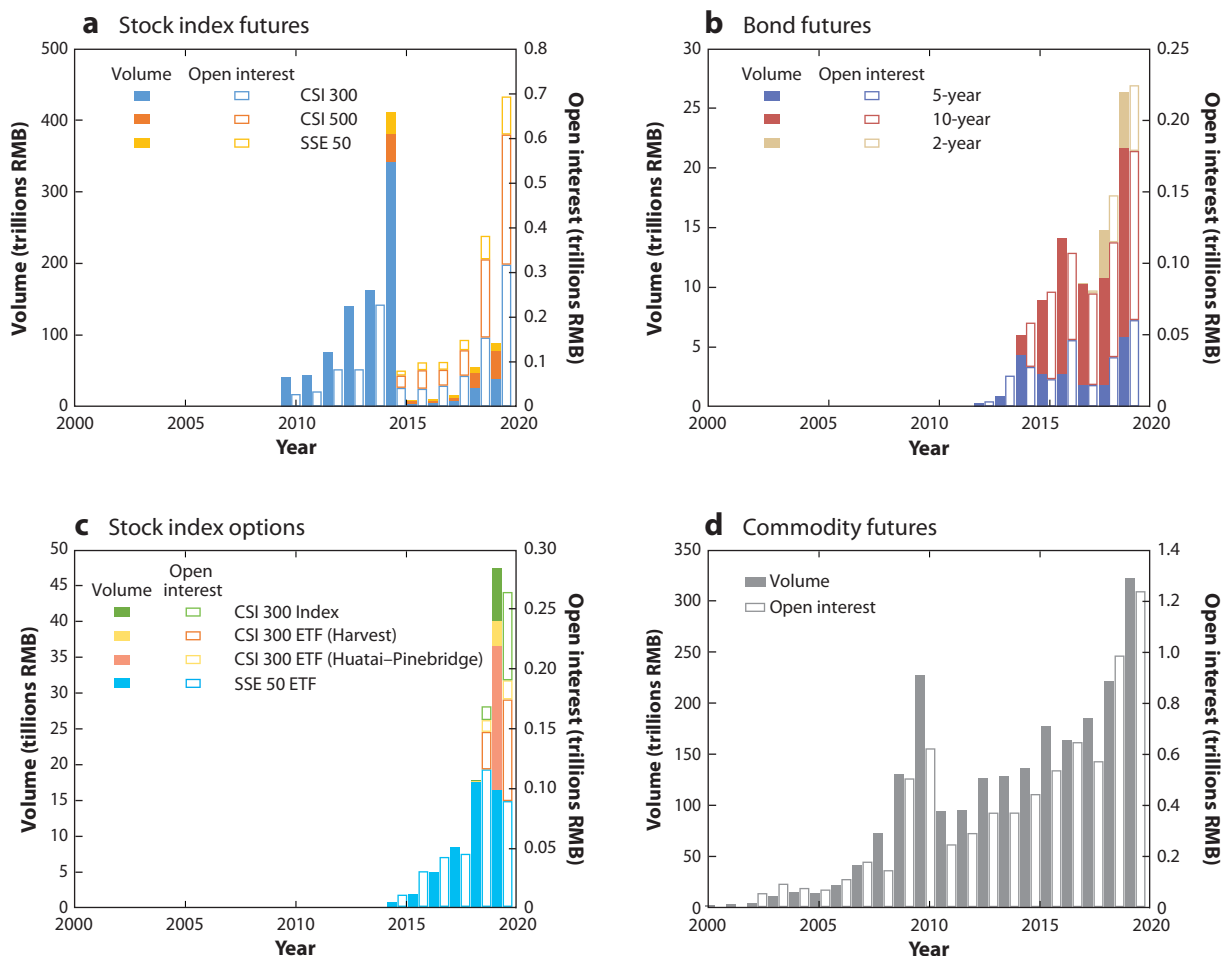 a Stock index futures
500
400
300
200
100
0
Volume (trillions RMB)
0.8
0.7
0.6
0.5
0.4
0.3
0.2
0.1
0
Open interest (trillions RMB)
Volume Open interest
CSI 300
CSI 500
SSE 50
2000 2005 2010 2015 2020
Year
b Bond futures
30
25
20
15
10
5
0
Volume (trillions RMB)
0.25
0.20
0.15
0.10
0.05
0
Open interest (trillions RMB)
Volume Open interest
5-year
10-year
2-year
2000 2005 2010 2015 2020
Year
c Stock index options
50
45
40
35
30
25
20
15
10
5
0
Volume (tillions RMB)
0.30
0.25
0.20
0.15
0.10
0.05
0
Open interest (trillions RMB)
Open
Volume interest
CSI 300 Index
CSI 300 ETF (Harvest)
CSI 300 ETF (Huatai–Pinebridge)
SSE 50 ETF
2000 2005 2010 2015 2020
Year
d Commodity futures
350
300
250
200
150
100
50
0
Volume (trillions RMB)
1.4
1.2
1.0
0.8
0.6
0.4
0.2
0
Open interest (trillions RMB)
Volume
Open interest
2000 2005 2010 2015 2020
Year